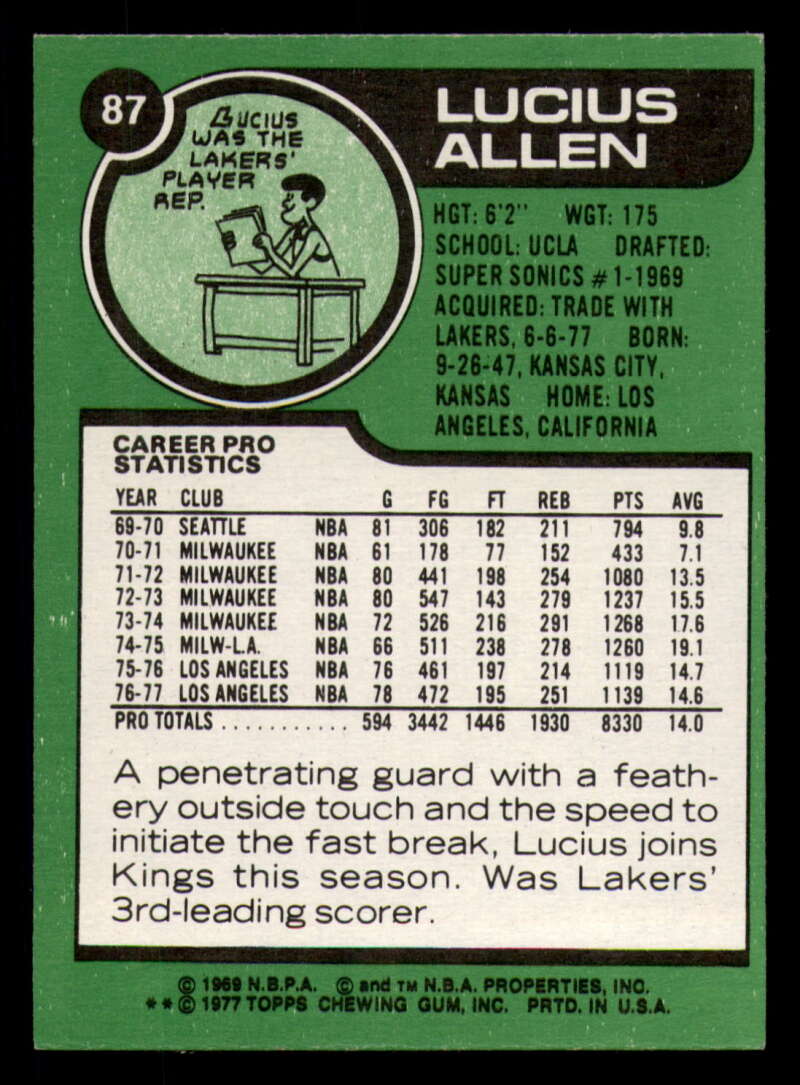 87
LUCIUS
ALLEN
LUCIUS
WAS THE
LAKERS'
PLAYER
REP.
HGT: 6'2" WGT: 175
SCHOOL: UCLA DRAFTED:
SUPER SONICS #1-1969
ACQUIRED: TRADE WITH
LAKERS, 6-6-77 BORN:
9-26-47, KANSAS CITY,
KANSAS HOME: LOS
ANGELES, CALIFORNIA
CAREER PRO
STATISTICS
YEAR CLUB G FG FT REB PTS AVG
69-70 SEATTLE NBA 81 306 182 211 794 9.8
70-71 MILWAUKEE NBA 61 178 77 152 433 7.1
71-72 MILWAUKEE NBA 80 441 198 254 1080 13.5
72-73 MILWAUKEE NBA 80 547 143 279 1237 15.5
73-74 MILWAUKEE NBA 72 526 216 291 1268 17.6
74-75 MILW-L.A. NBA 66 511 238 278 1260 19.1
75-76 LOS ANGELES NBA 76 461 197 214 1119 14.7
76-77 LOS ANGELES NBA 78 472 195 251 1139 14.6
PRO TOTALS ............ 594 3442 1446 1930 8330 14.0
A penetrating guard with a feath-
ery outside touch and the speed to
initiate the fast break, Lucius joins
Kings this season. Was Lakers'
3rd-leading scorer.
© 1969 N.B.P.A. © and TM N.B.A. PROPERTIES, INC.
**© 1977 TOPPS CHEWING GUM, INC. PRTD. IN U.S.A.